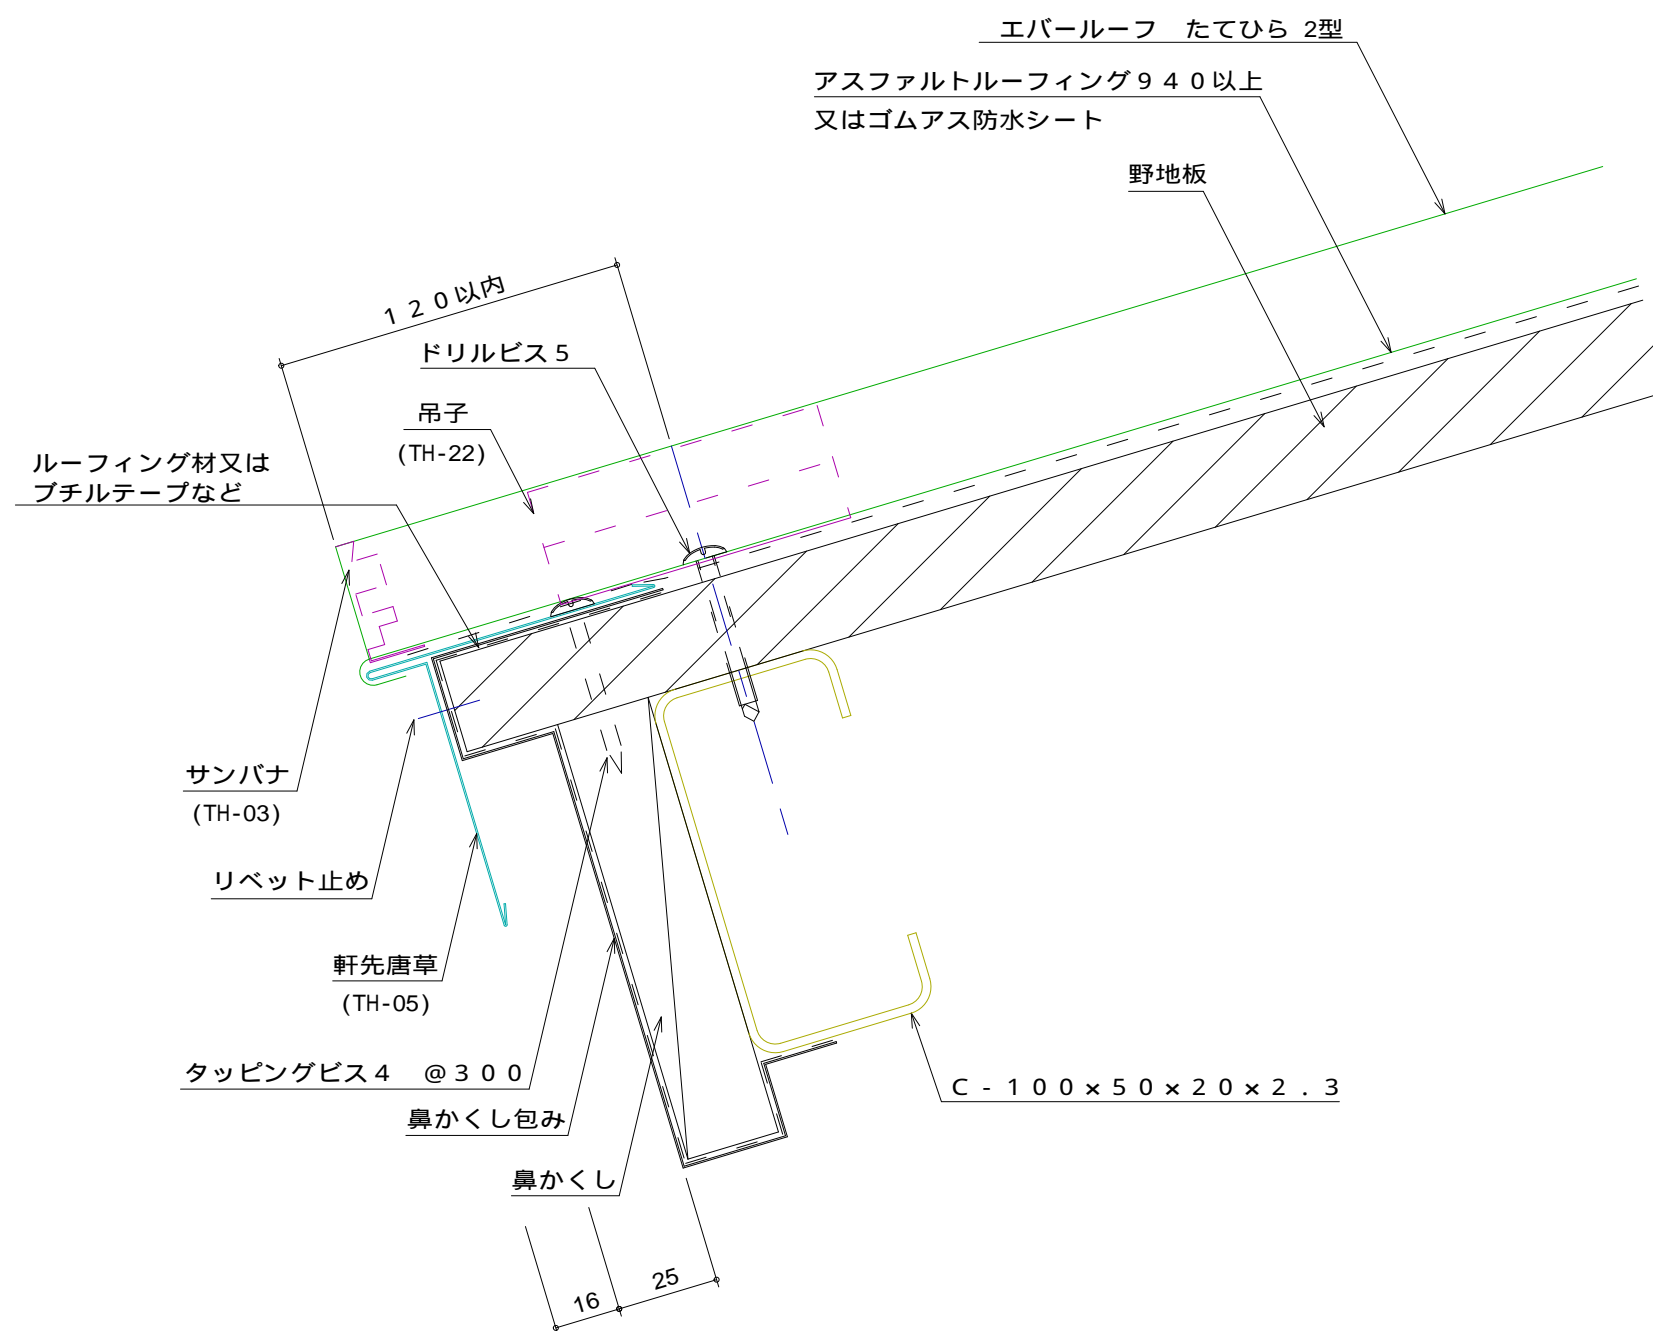 エバールーフ　たてひら 2型
アスファルトルーフィング９４０以上
又はゴムアス防水シート
野地板
１２０以内
ドリルビス５
吊子
(TH-22)
ルーフィング材又は
ブチルテープなど
サンバナ
(TH-03)
リベット止め
軒先唐草
(TH-05)
タッピングビス４　＠３００
鼻かくし包み
鼻かくし
Ｃ－１００×５０×２０×２．３
16
25